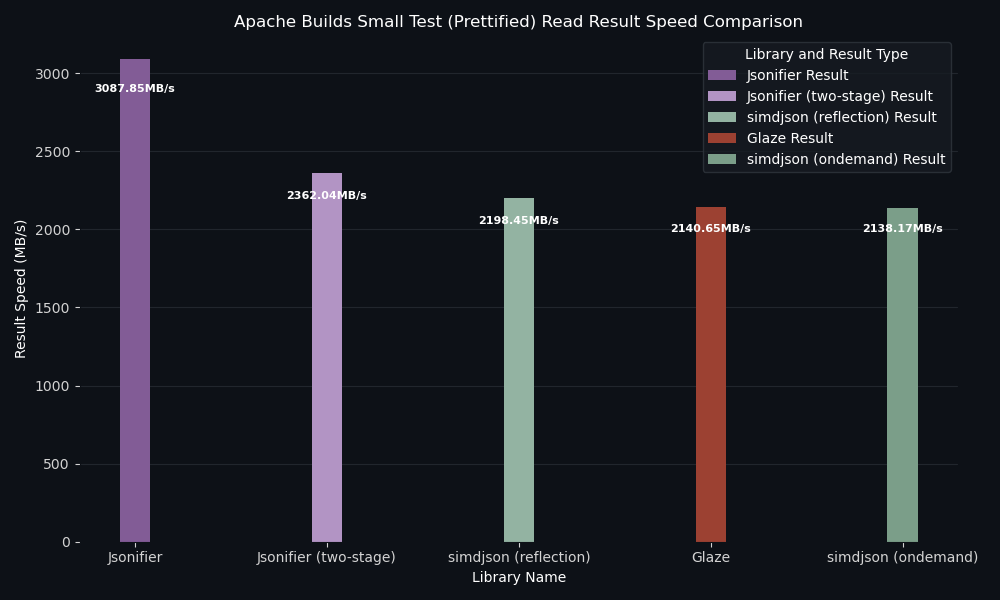 Apache Builds Small Test (Prettified) Read Result Speed Comparison
Library and Result Type
Jsonifier Result
Jsonifier (two-stage) Result
simdjson (reflection) Result
Glaze Result
simdjson (ondemand) Result
Result Speed (MB/s)
3000
2500
2000
1500
1000
500
0
3087.85MB/s
2362.04MB/s
2198.45MB/s
2140.65MB/s
2138.17MB/s
Jsonifier
Jsonifier (two-stage)
simdjson (reflection)
Glaze
simdjson (ondemand)
Library Name